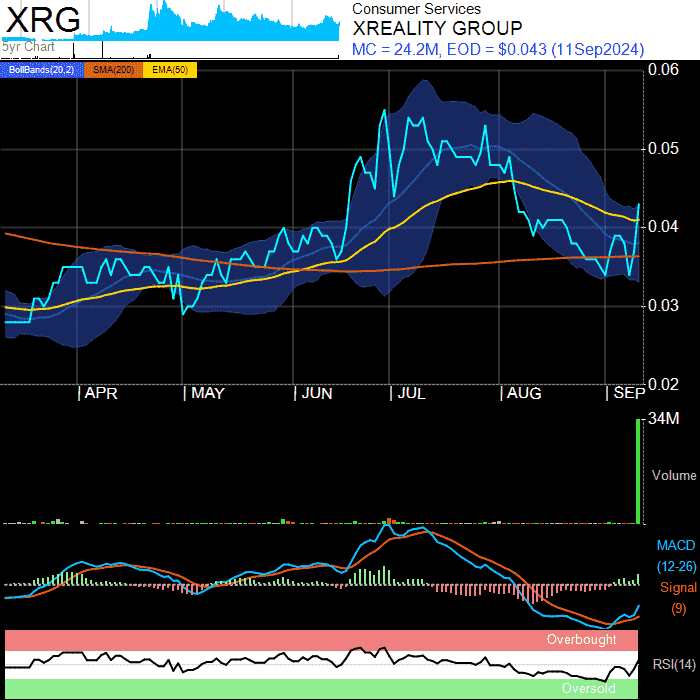 XRG
5yr Chart
Consumer Services
XREALITY GROUP
MC = 24.2M, EOD = $0.043 (11Sep2024)
BollBands(20,2) SMA(200) EMA(50)
0.06
0.05
0.04
0.03
0.02
APR MAY JUN JUL AUG SEP
34M
Volume
MACD
(12-26)
Signal
(9)
Overbought
RSI(14)
Oversold